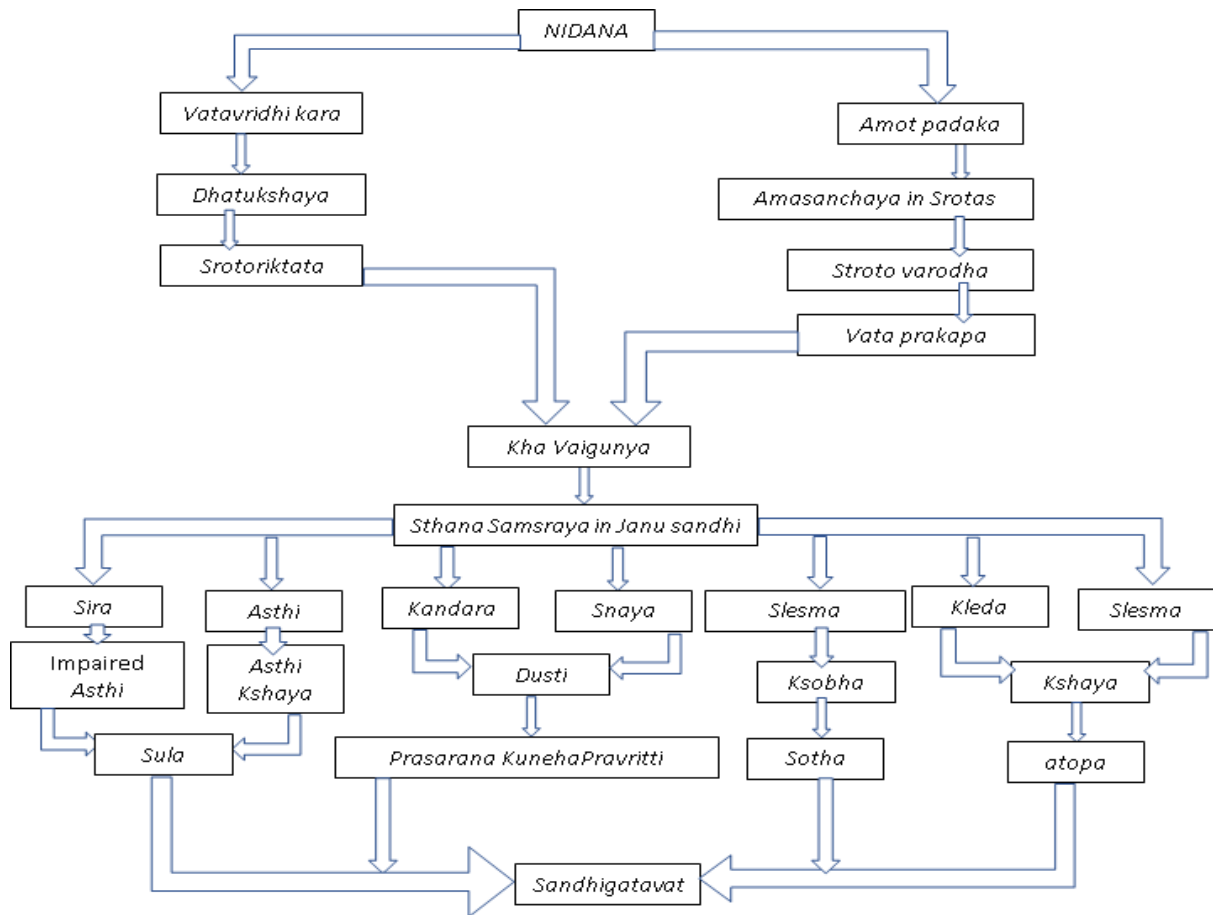 NIDANA
Vatavridhi kara
Amot padaka
Dhatukshaya
Amasanchaya in Srotas
Srotoriktata
Stroto varodha
Vata prakapa
Kha Vaigunya
Sthana Samsraya in Janu sandhi
Sira
Asthi
Kandara
Snaya
Slesma
Kleda
Slesma
Impaired
Asthi
Asthi
Kshaya
Dusti
Ksobha
Kshaya
Sula
Prasarana KunehaPravritti
Sotha
atopa
Sandhigatavat